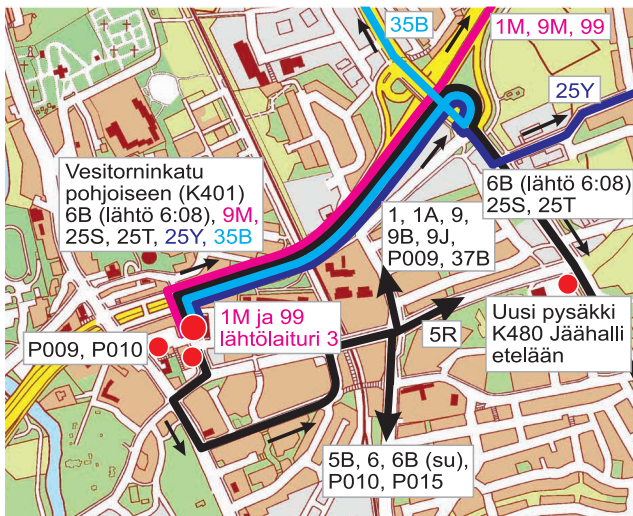 35B
1M, 9M, 99
25Y
Vesitorninkatu
pohjoiseen (K401)
6B (lähtö 6:08), 9M,
25S, 25T, 25Y, 35B
6B (lähtö 6:08)
25S, 25T
1, 1A, 9,
9B, 9J,
P009, 37B
1M ja 99
lähtölaituri 3
5R
Uusi pysäkki
K480 Jäähalli
etelään
P009, P010
5B, 6, 6B (su),
P010, P015